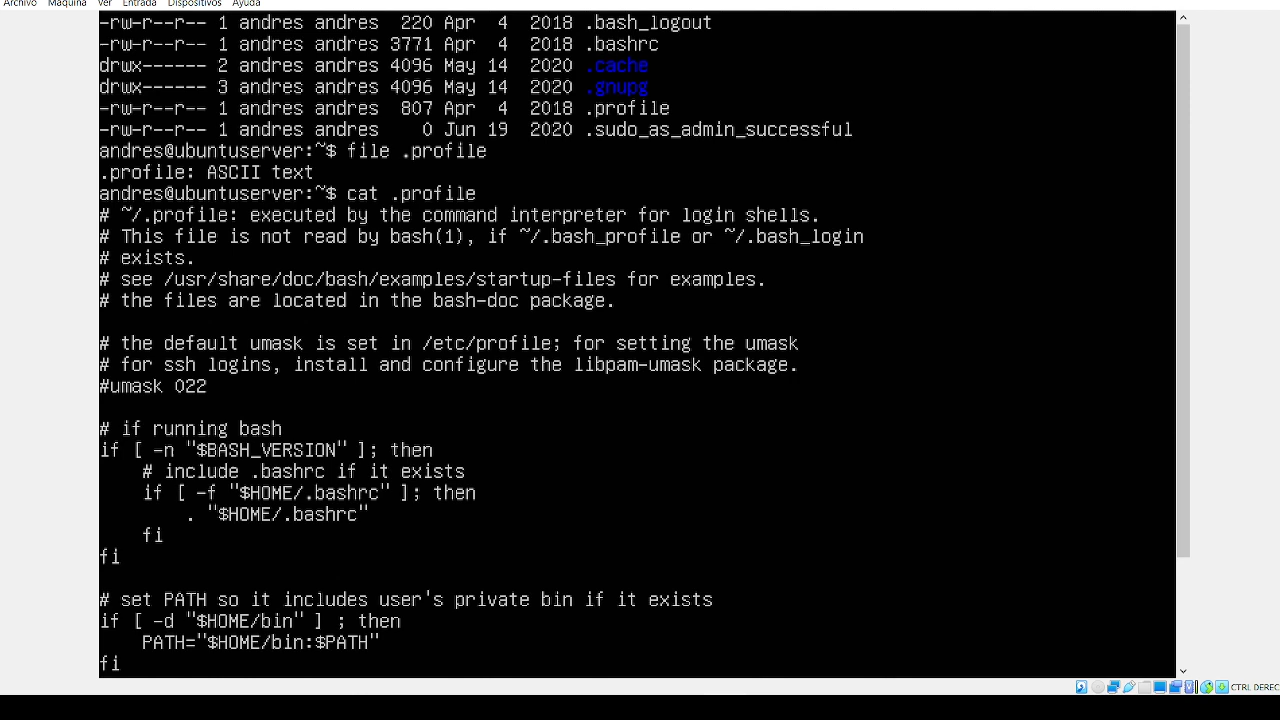 Archivo Máquina Ver Entrada Dispositivos Ayuda
-rw-r--r-- 1 andres andres  220 Apr  4  2018 .bash_logout
-rw-r--r-- 1 andres andres 3771 Apr  4  2018 .bashrc
drwx------ 2 andres andres 4096 May 14  2020 .cache
drwx------ 3 andres andres 4096 May 14  2020 .gnupg
-rw-r--r-- 1 andres andres  807 Apr  4  2018 .profile
-rw-r--r-- 1 andres andres    0 Jun 19  2020 .sudo_as_admin_successful
andres@ubuntuserver:~$ file .profile
.profile: ASCII text
andres@ubuntuserver:~$ cat .profile
# ~/.profile: executed by the command interpreter for login shells.
# This file is not read by bash(1), if ~/.bash_profile or ~/.bash_login
# exists.
# see /usr/share/doc/bash/examples/startup-files for examples.
# the files are located in the bash-doc package.

# the default umask is set in /etc/profile; for setting the umask
# for ssh logins, install and configure the libpam-umask package.
#umask 022

# if running bash
if [ -n "$BASH_VERSION" ]; then
    # include .bashrc if it exists
    if [ -f "$HOME/.bashrc" ]; then
        . "$HOME/.bashrc"
    fi
fi

# set PATH so it includes user's private bin if it exists
if [ -d "$HOME/bin" ] ; then
    PATH="$HOME/bin:$PATH"
fi
CTRL DEREC